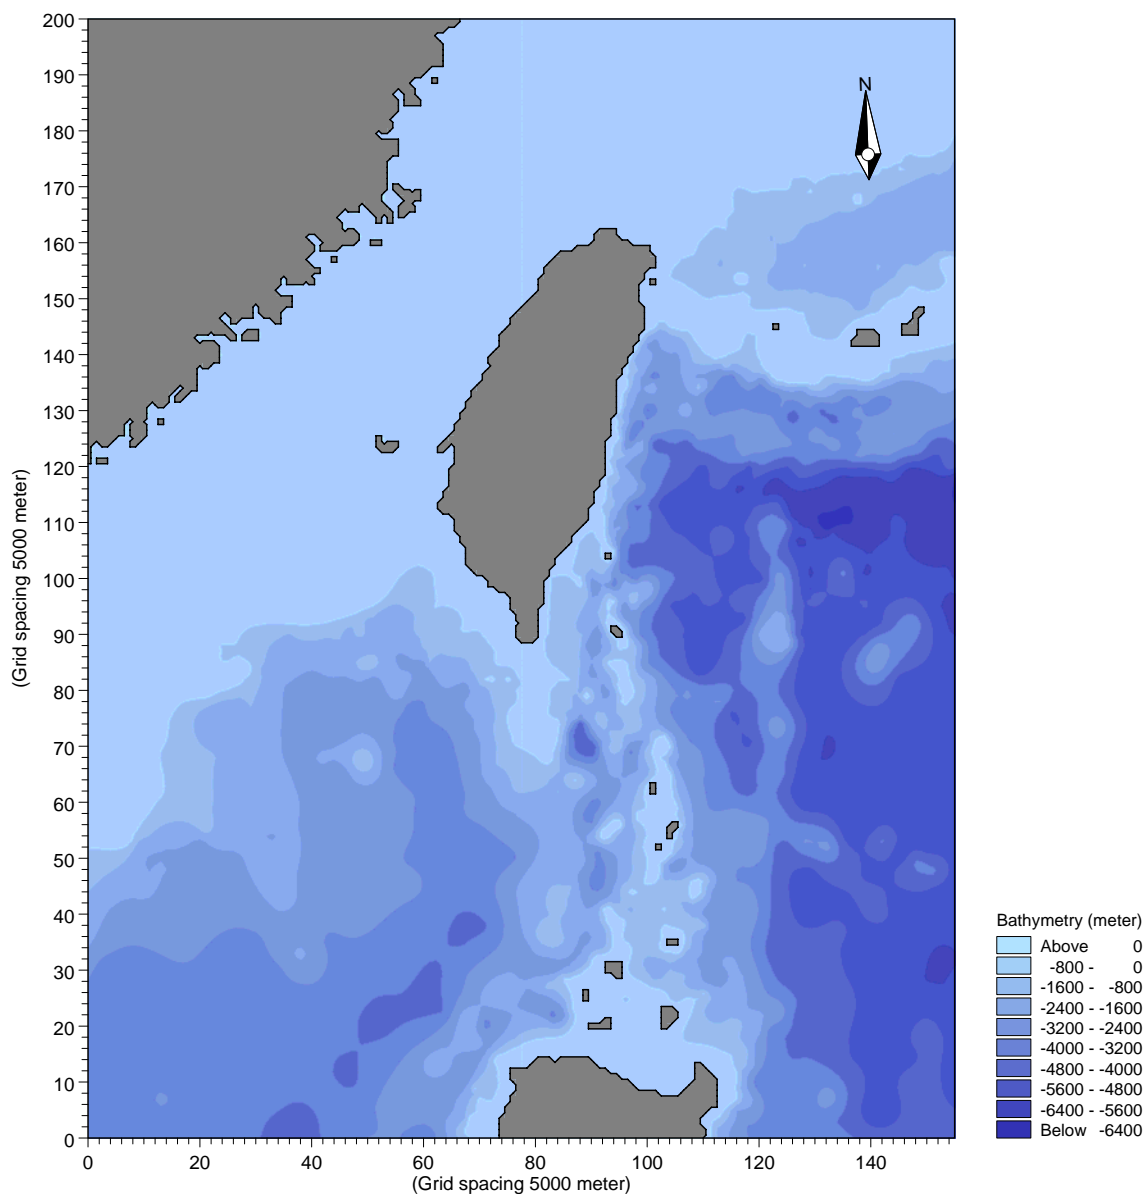 200
190
180
170
160
150
140
130
120
110
100
90
80
70
60
50
40
30
20
10
0
(Grid spacing 5000 meter)
N
0 20 40 60 80 100 120 140
(Grid spacing 5000 meter)
Bathymetry (meter)
Above 0
-800 - 0
-1600 - -800
-2400 - -1600
-3200 - -2400
-4000 - -3200
-4800 - -4000
-5600 - -4800
-6400 - -5600
Below -6400